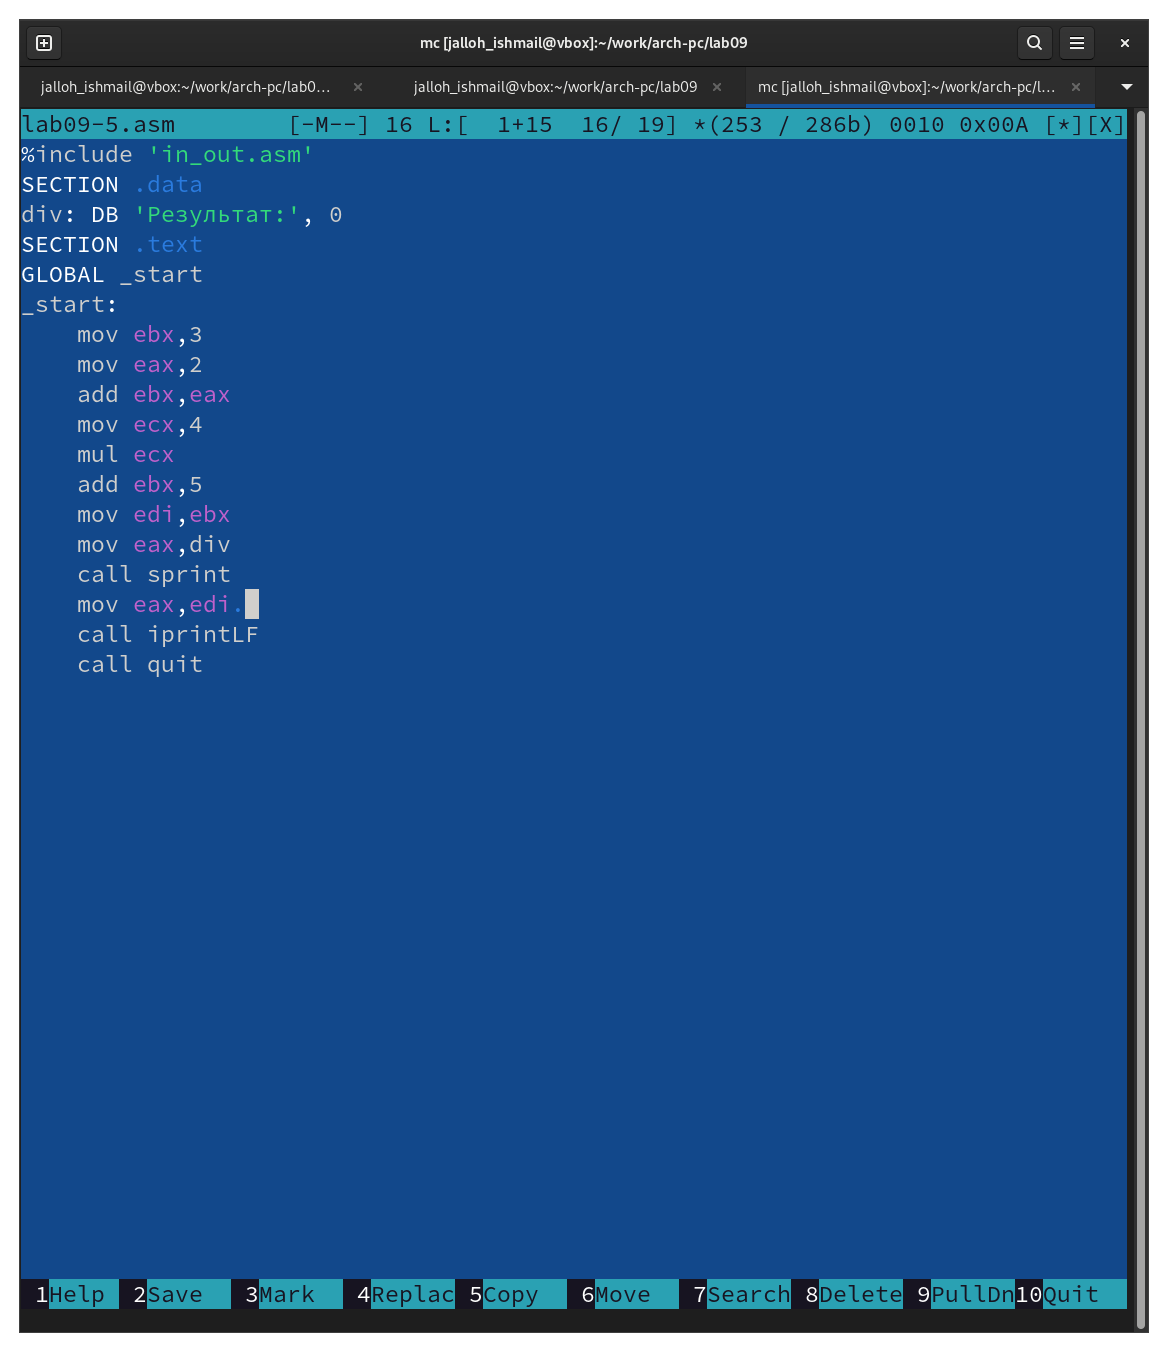 mc [jalloh_ishmail@vbox]:~/work/arch-pc/lab09
jalloh_ishmail@vbox:~/work/arch-pc/lab0… × jalloh_ishmail@vbox:~/work/arch-pc/lab09 × mc [jalloh_ishmail@vbox]:~/work/arch-pc/l… ×
lab09-5.asm [-M--] 16 L:[ 1+15 16/ 19] *(253 / 286b) 0010 0x00A [*][X]
%include 'in_out.asm'
SECTION .data
div: DB 'Результат:', 0
SECTION .text
GLOBAL _start
_start:
mov ebx,3
mov eax,2
add ebx,eax
mov ecx,4
mul ecx
add ebx,5
mov edi,ebx
mov eax,div
call sprint
mov eax,edi.
call iprintLF
call quit
1Help 2Save 3Mark 4Replac 5Copy 6Move 7Search 8Delete 9PullDn 10Quit